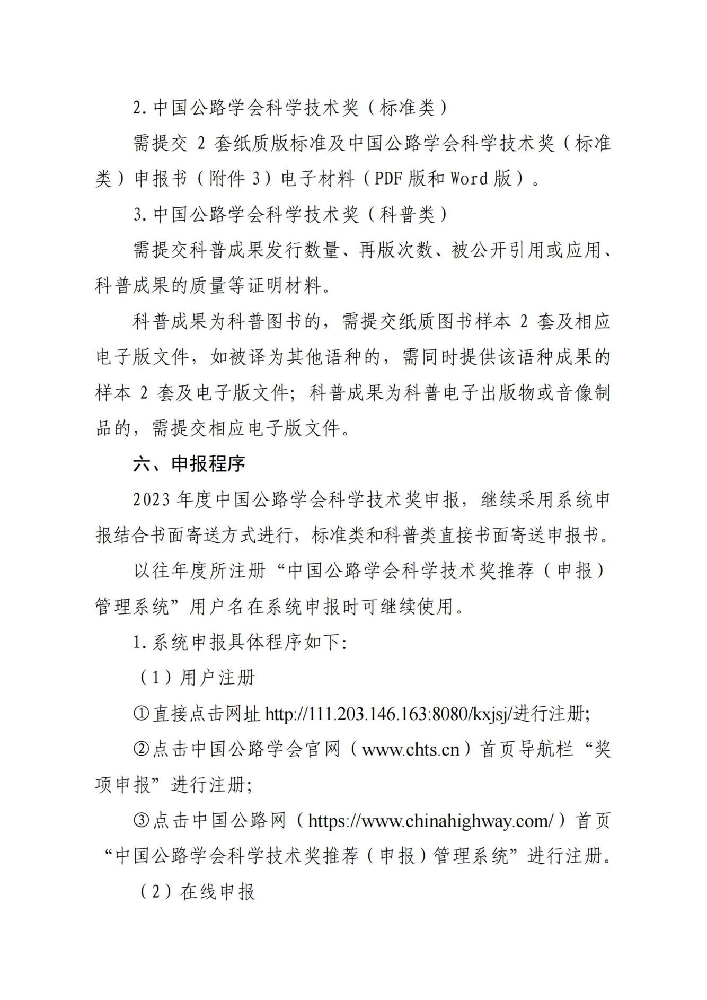 2.中国公路学会科学技术奖（标准类）
需提交 2 套纸质版标准及中国公路学会科学技术奖（标准
类）申报书（附件 3）电子材料（PDF 版和 Word 版）。
3.中国公路学会科学技术奖（科普类）
需提交科普成果发行数量、再版次数、被公开引用或应用、
科普成果的质量等证明材料。
科普成果为科普图书的，需提交纸质图书样本 2 套及相应
电子版文件，如被译为其他语种的，需同时提供该语种成果的
样本 2 套及电子版文件；科普成果为科普电子出版物或音像制
品的，需提交相应电子版文件。
六、申报程序
2023 年度中国公路学会科学技术奖申报，继续采用系统申
报结合书面寄送方式进行，标准类和科普类直接书面寄送申报书。
以往年度所注册“中国公路学会科学技术奖推荐（申报）
管理系统”用户名在系统申报时可继续使用。
1.系统申报具体程序如下：
（1）用户注册
①直接点击网址 http://111.203.146.163:8080/kxjsj/进行注册；
②点击中国公路学会官网（www.chts.cn）首页导航栏“奖
项申报”进行注册；
③点击中国公路网（https://www.chinahighway.com/）首页
“中国公路学会科学技术奖推荐（申报）管理系统”进行注册。
（2）在线申报